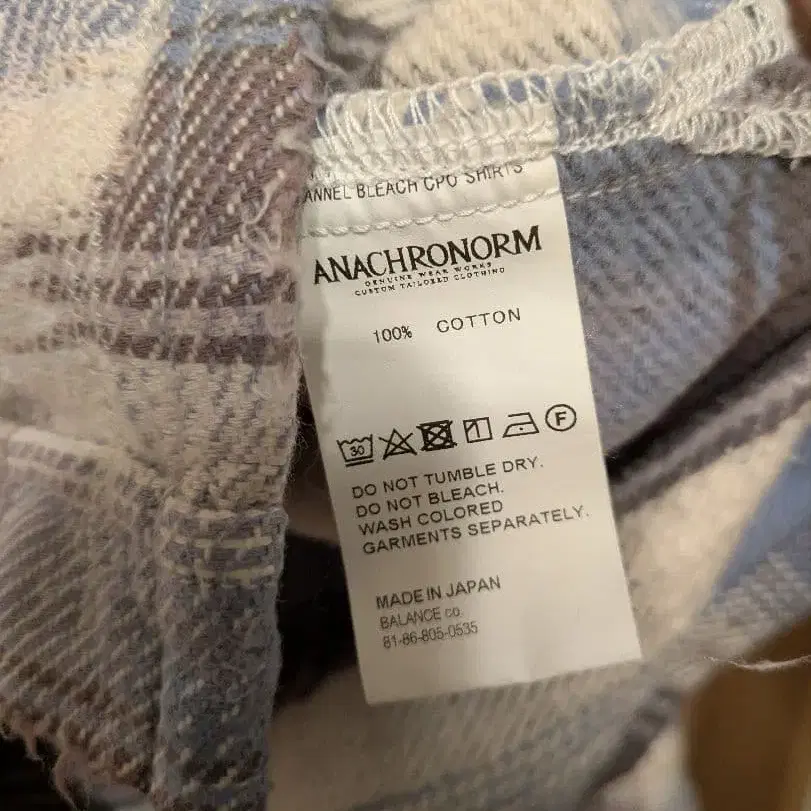 ANNEL BLEACH CPO SHIRTS
ANACHRONORM
GENUINE WEAR WORKS
CUSTOM TAILORED CLOTHING
100% COTTON
30 F
DO NOT TUMBLE DRY.
DO NOT BLEACH.
WASH COLORED
GARMENTS SEPARATELY.
MADE IN JAPAN
BALANCE co.
81-86-805-0535